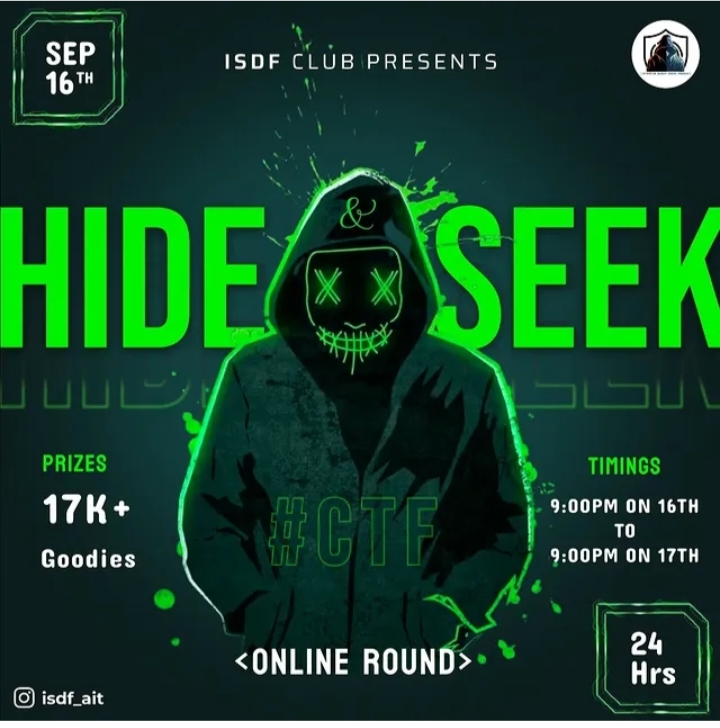 SEP
16TH
ISDF CLUB PRESENTS
HIDE & SEEK
PRIZES
17K+
Goodies
TIMINGS
9:00PM ON 16TH
TO
9:00PM ON 17TH
#CTF
<ONLINE ROUND>
24
Hrs
isdf_ait